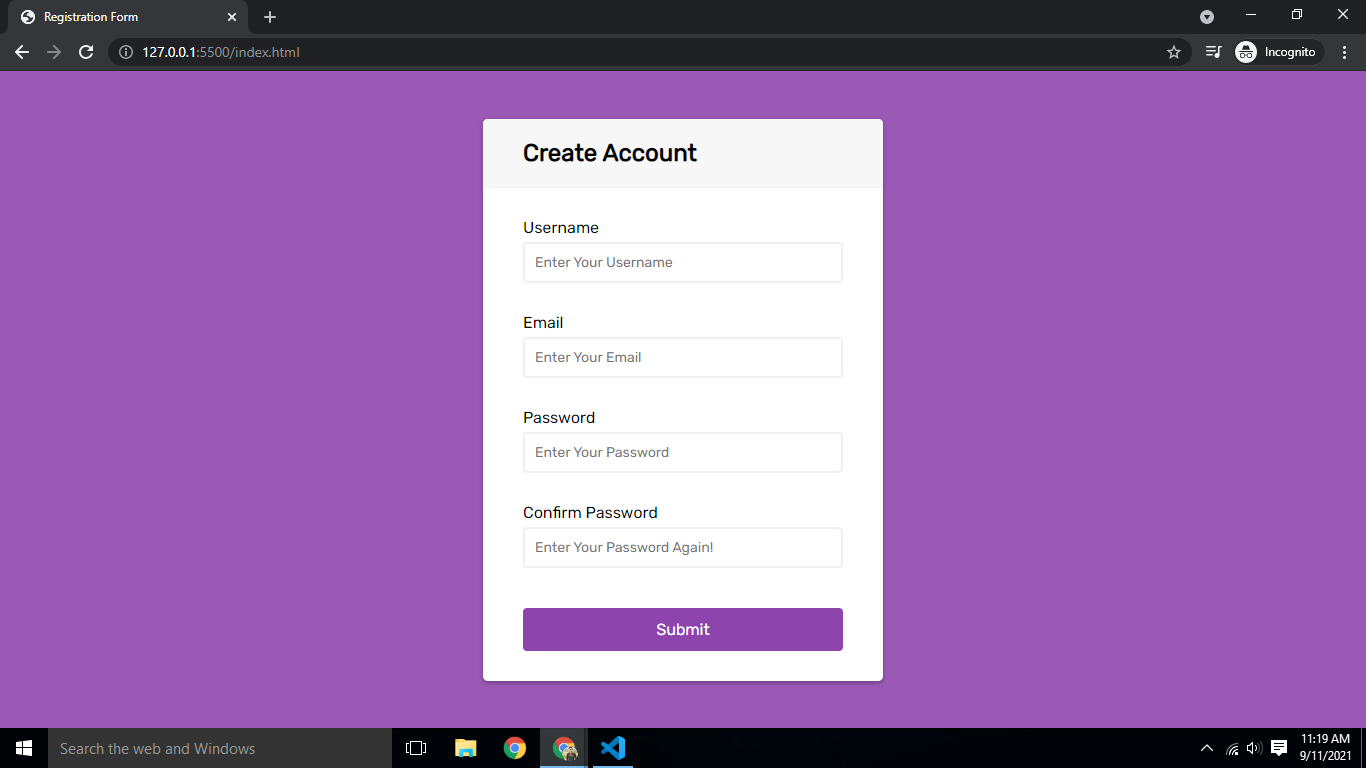 Registration Form
127.0.0.1:5500/index.html
Incognito
Create Account
Username
Enter Your Username
Email
Enter Your Email
Password
Enter Your Password
Confirm Password
Enter Your Password Again!
Submit
Search the web and Windows
11:19 AM
9/11/2021